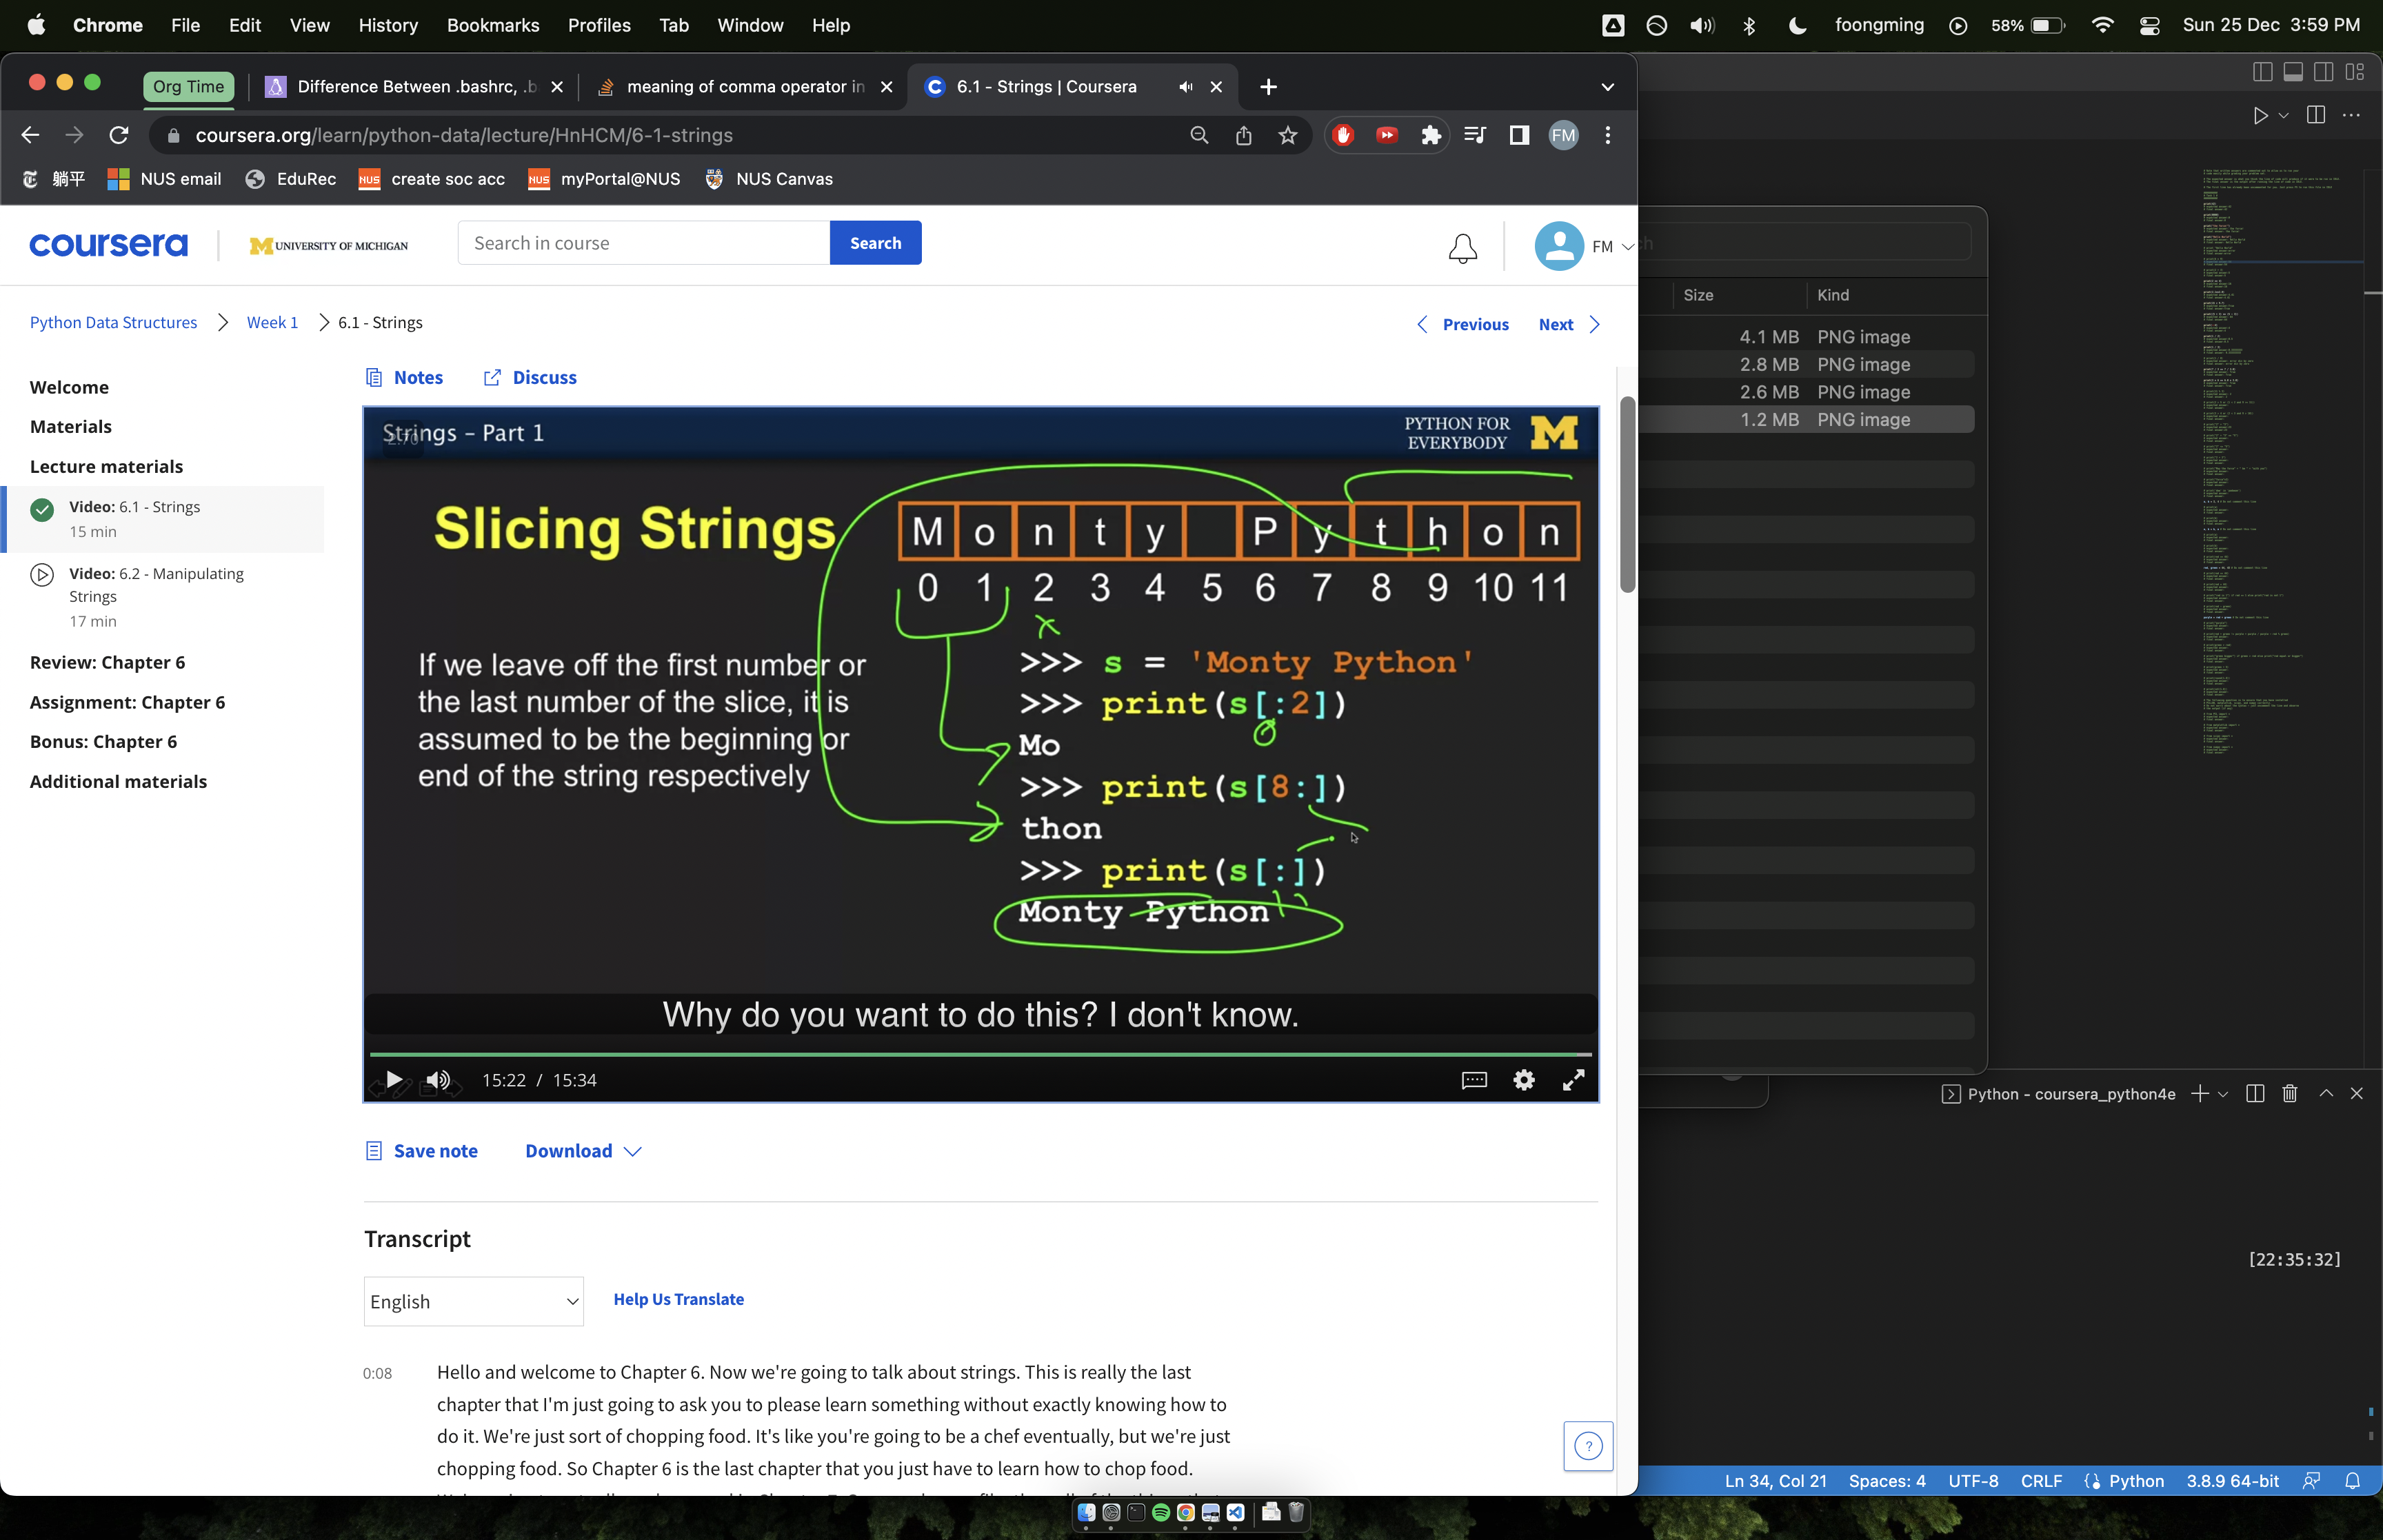 Chrome File Edit View History Bookmarks Profiles Tab Window Help
foongming 58% Sun 25 Dec 3:59 PM
Org Time Difference Between .bashrc, .b meaning of comma operator in 6.1 - Strings | Coursera
coursera.org/learn/python-data/lecture/HnHCM/6-1-strings
FM
躺平 NUS email EduRec NUS create soc acc NUS myPortal@NUS NUS Canvas
coursera
M UNIVERSITY OF MICHIGAN
Search in course
Search
FM
Python Data Structures
Week 1
6.1 - Strings
Previous Next
Welcome
Materials
Lecture materials
Video: 6.1 - Strings
15 min
Video: 6.2 - Manipulating
Strings
17 min
Review: Chapter 6
Assignment: Chapter 6
Bonus: Chapter 6
Additional materials
Notes Discuss
Strings – Part 1
2.70
PYTHON FOR
EVERYBODY
M
Slicing Strings
M o n t y P y t h o n
0 1 2 3 4 5 6 7 8 9 10 11
x
If we leave off the first number or
the last number of the slice, it is
assumed to be the beginning or
end of the string respectively
>>> s = 'Monty Python'
>>> print(s[:2])
Mo
>>> print(s[8:])
thon
>>> print(s[:])
Monty Python
Why do you want to do this? I don't know.
15:22 / 15:34
Save note Download
Transcript
English
Help Us Translate
0:08
Hello and welcome to Chapter 6. Now we're going to talk about strings. This is really the last
chapter that I'm just going to ask you to please learn something without exactly knowing how to
do it. We're just sort of chopping food. It's like you're going to be a chef eventually, but we're just
chopping food. So Chapter 6 is the last chapter that you just have to learn how to chop food.
Size Kind
4.1 MB PNG image
2.8 MB PNG image
2.6 MB PNG image
1.2 MB PNG image
Python - coursera_python4e
[22:35:32]
Ln 34, Col 21 Spaces: 4 UTF-8 CRLF Python 3.8.9 64-bit